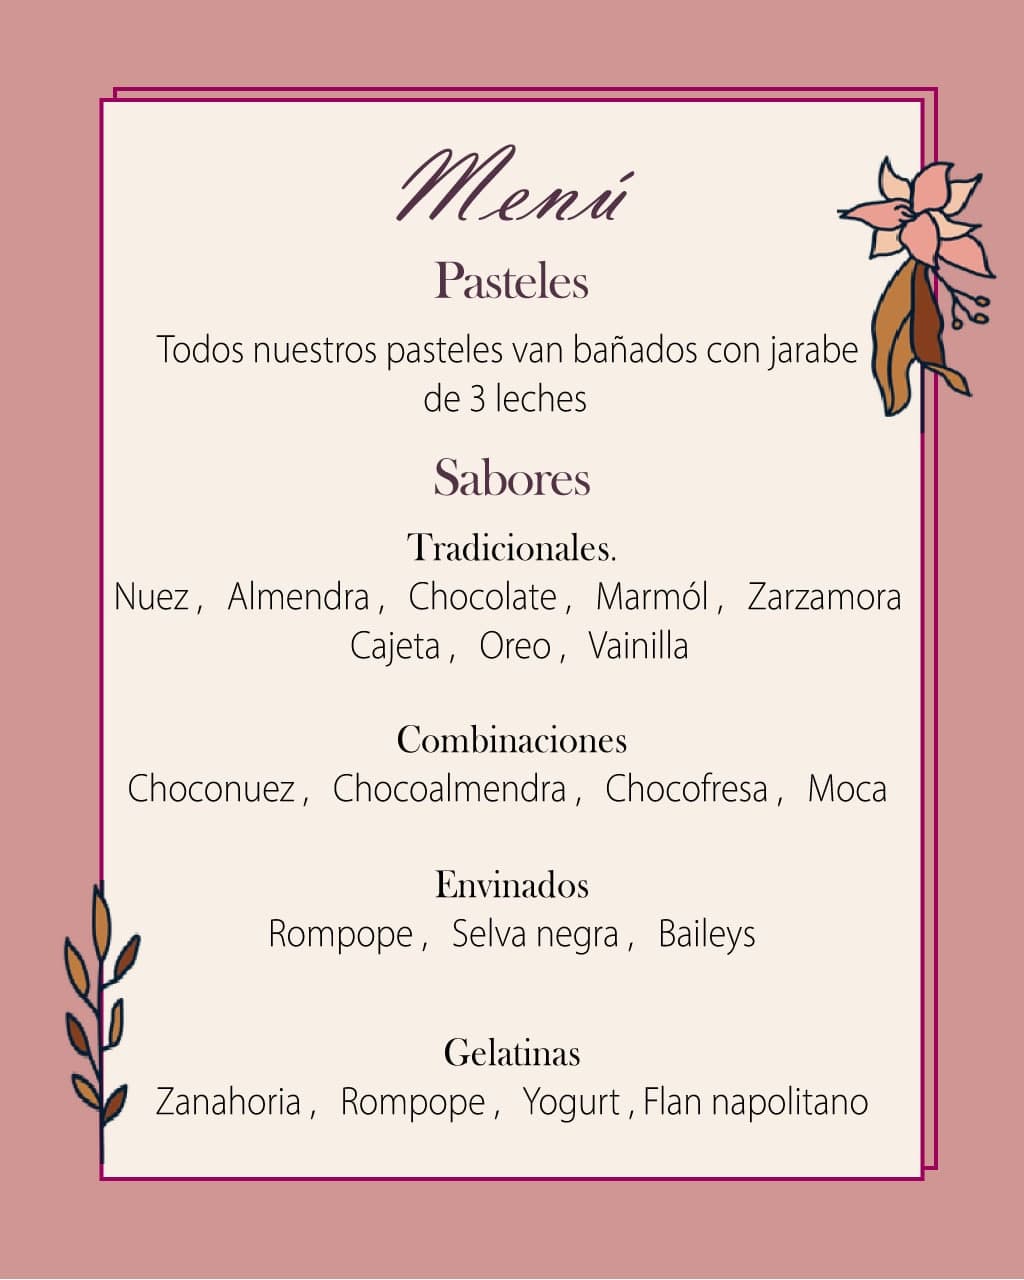 Menú
Pasteles
Todos nuestros pasteles van bañados con jarabe
de 3 leches
Sabores
Tradicionales.
Nuez , Almendra , Chocolate , Marmól , Zarzamora
Cajeta , Oreo , Vainilla
Combinaciones
Choconuez , Chocoalmendra , Chocofresa , Moca
Envinados
Rompope , Selva negra , Baileys
Gelatinas
Zanahoria , Rompope , Yogurt , Flan napolitano